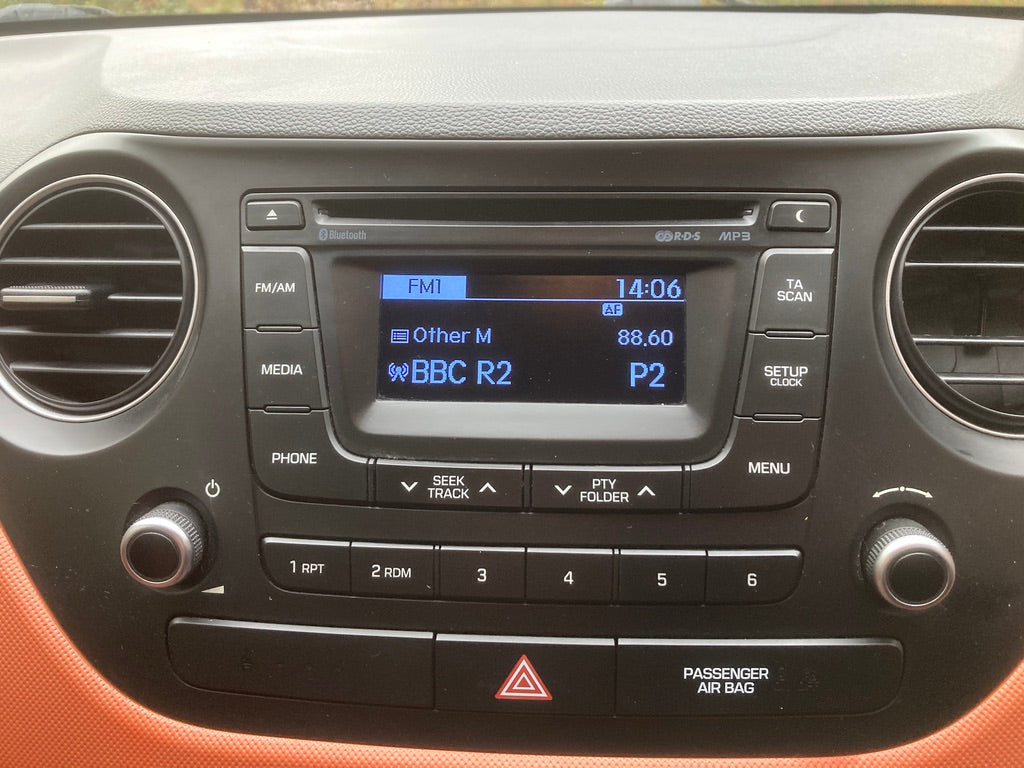 Bluetooth
R·D·S MP3
FM/AM
FM1 14:06
AF
TA
SCAN
Other M 88.60
MEDIA
BBC R2 P2
SETUP
CLOCK
PHONE
SEEK
TRACK
PTY
FOLDER
MENU
1 RPT
2 RDM
3
4
5
6
PASSENGER
AIR BAG